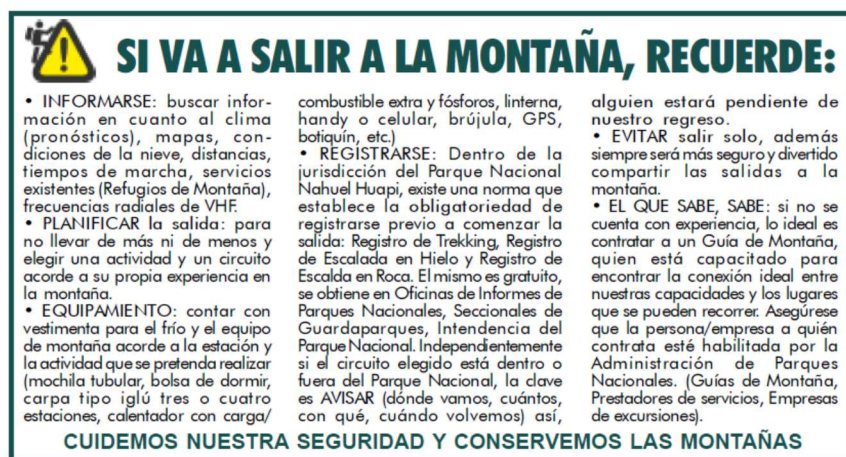 SI VA A SALIR A LA MONTAÑA, RECUERDE:
• INFORMARSE: buscar infor-
mación en cuanto al clima
(pronósticos), mapas, con-
diciones de la nieve, distancias,
tiempos de marcha, servicios
existentes (Refugios de Montaña),
frecuencias radiales de VHF.
• PLANIFICAR la salida: para
no llevar de más ni de menos y
elegir una actividad y un circuito
acorde a su propia experiencia en
la montaña.
• EQUIPAMIENTO: contar con
vestimenta para el frío y el equipo
de montaña acorde a la estación y
la actividad que se pretenda realizar
(mochila tubular, bolsa de dormir,
carpa tipo iglú tres o cuatro
estaciones, calentador con carga/
combustible extra y fósforos, linterna,
handy o celular, brújula, GPS,
botiquín, etc.)
• REGISTRARSE: Dentro de la
jurisdicción del Parque Nacional
Nahuel Huapi, existe una norma que
establece la obligatoriedad de
registrarse previo a comenzar la
salida: Registro de Trekking, Registro
de Escalada en Hielo y Registro de
Escalda en Roca. El mismo es gratuito,
se obtiene en Oficinas de Informes de
Parques Nacionales, Seccionales de
Guardaparques, Intendencia del
Parque Nacional. Independientemente
si el circuito elegido está dentro o
fuera del Parque Nacional, la clave
es AVISAR (dónde vamos, cuántos,
con qué, cuándo volvemos) así,
alguien estará pendiente de
nuestro regreso.
• EVITAR salir solo, además
siempre será más seguro y divertido
compartir las salidas a la
montaña.
• EL QUE SABE, SABE: si no se
cuenta con experiencia, lo ideal es
contratar a un Guía de Montaña,
quien está capacitado para
encontrar la conexión ideal entre
nuestras capacidades y los lugares
que se pueden recorrer. Asegúrese
que la persona/empresa a quién
contrata esté habilitada por la
Administración de Parques
Nacionales. (Guías de Montaña,
Prestadores de servicios, Empresas
de excursiones).
CUIDEMOS NUESTRA SEGURIDAD Y CONSERVEMOS LAS MONTAÑAS